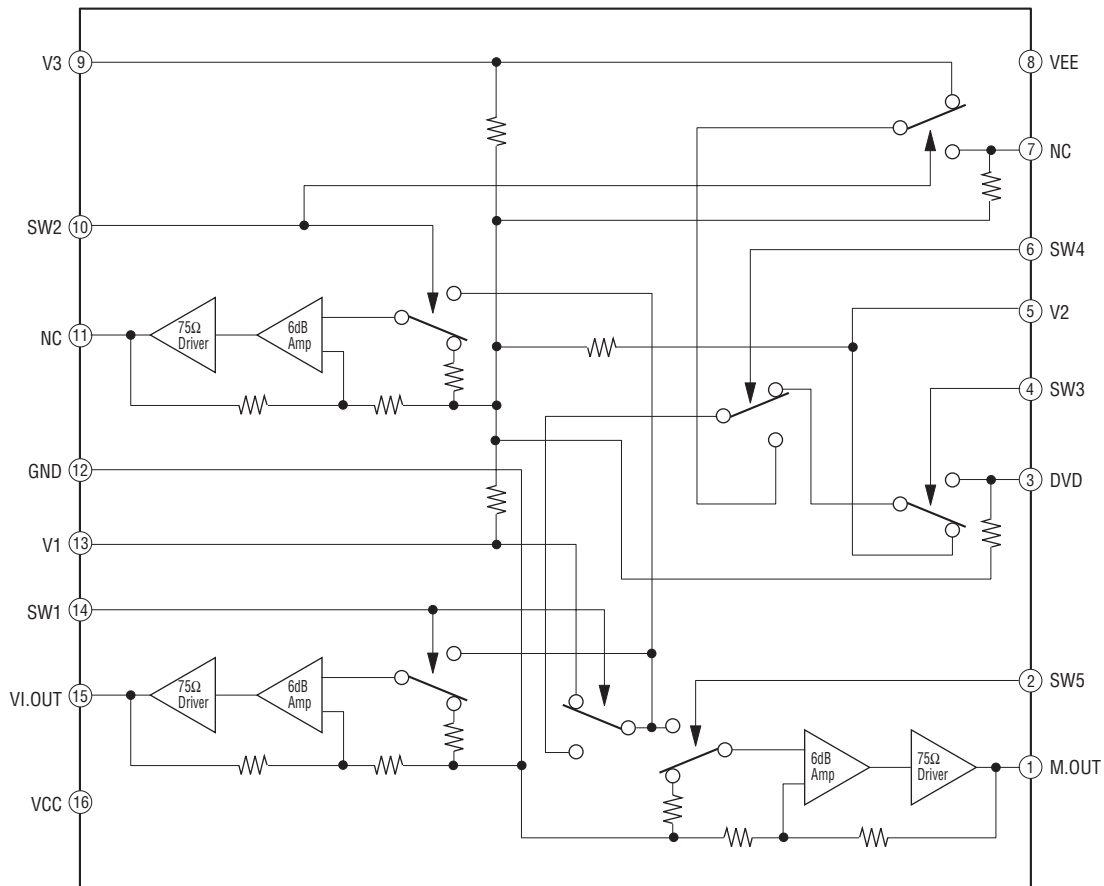 V3 9
8 VEE
7 NC
SW2 10
6 SW4
5 V2
NC 11
75Ω
Driver
6dB
Amp
4 SW3
GND 12
3 DVD
V1 13
SW1 14
2 SW5
VI.OUT 15
75Ω
Driver
6dB
Amp
6dB
Amp
75Ω
Driver
1 M.OUT
VCC 16